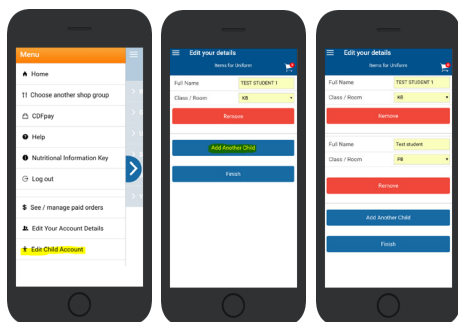 Menu
Home
Choose another shop group
CDFpay
Help
Nutritional Information Key
Log out
See / manage paid orders
Edit Your Account Details
Edit Child Account
Edit your details
Items for Uniform
Full Name TEST STUDENT 1
Class / Room KB
Remove
Add Another Child
Finish
Edit your details
Items for Uniform
Full Name TEST STUDENT 1
Class / Room
Remove
Full Name Test student
Class / Room PB
Remove
Add Another Child
Finish